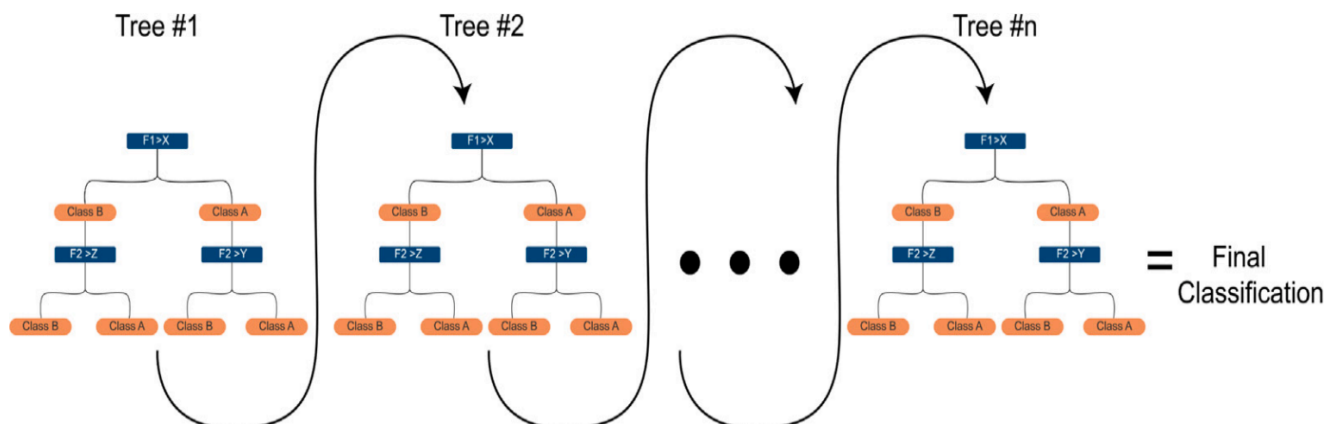 Tree #1
Tree #2
Tree #n
F1>X
F1>X
F1>X
Class B
Class A
Class B
Class A
Class B
Class A
F2 >Z
F2 >Y
F2 >Z
F2 >Y
F2 >Z
F2 >Y
= Final
Classification
Class B
Class A
Class B
Class A
Class B
Class A
Class B
Class A
Class B
Class A
Class B
Class A